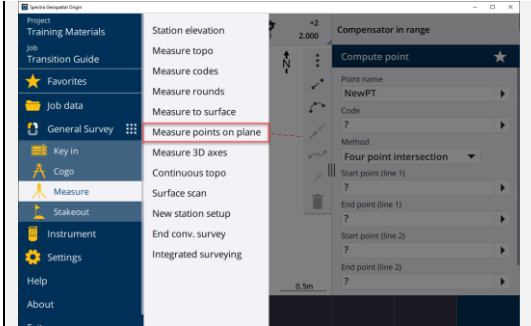 Spectra Geospatial Origin
Project
Training Materials
Job
Transition Guide
Favorites
Job data
General Survey
Key in
Cogo
Measure
Stakeout
Instrument
Settings
Help
About
Station elevation
Measure topo
Measure codes
Measure rounds
Measure to surface
Measure points on plane
Measure 3D axes
Continuous topo
Surface scan
New station setup
End conv. survey
Integrated surveying
+2
2.000
N
0.5m
Compensator in range
Compute point
Point name
NewPT
Code
?
Method
Four point intersection
Start point (line 1)
?
End point (line 1)
?
Start point (line 2)
?
End point (line 2)
?